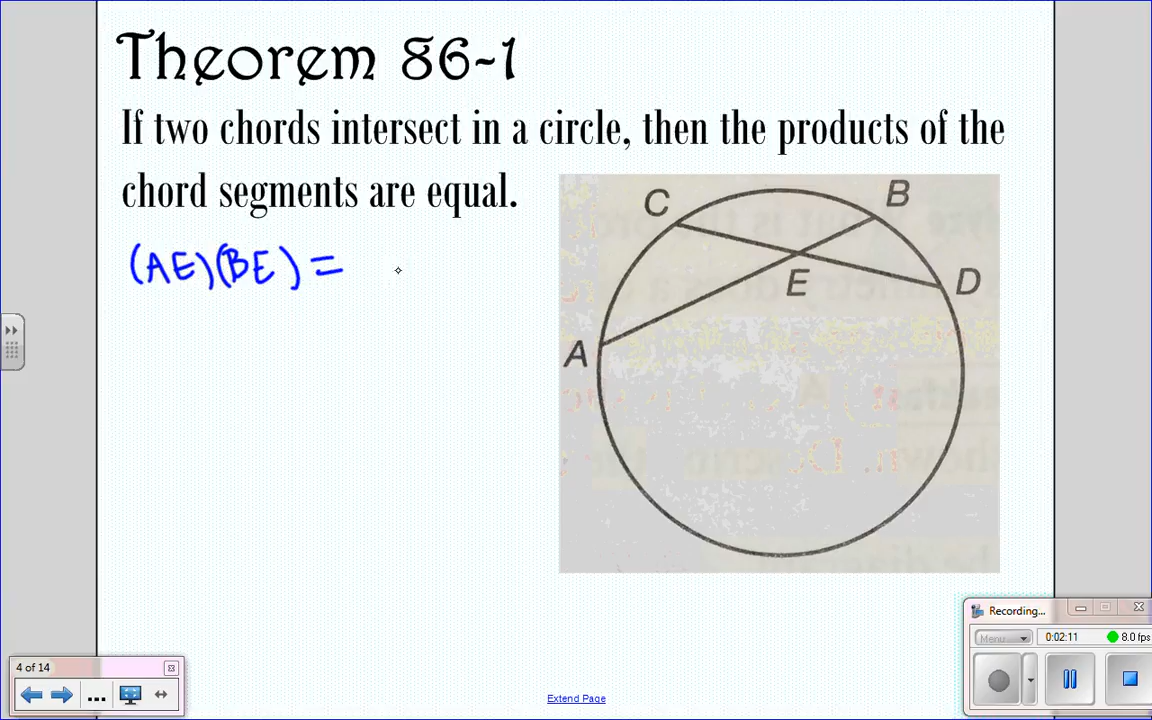 Theorem 86-1
If two chords intersect in a circle, then the products of the
chord segments are equal.
(AE)(BE) =
C
B
E
D
A
Recording...
Menu
0:02:11
8.0 fps
4 of 14
...
Extend Page